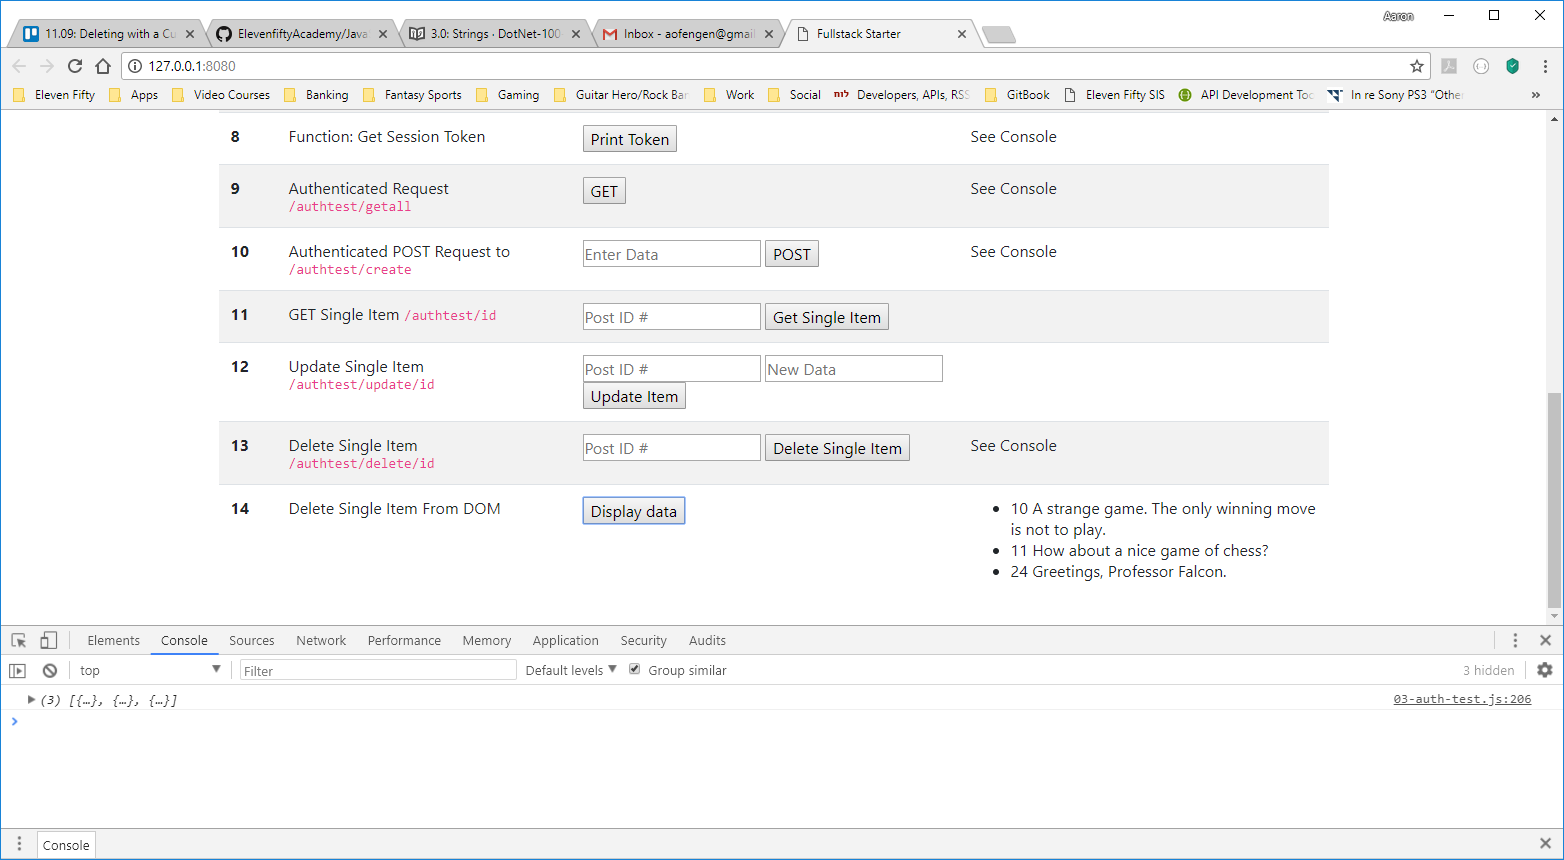 Aaron
11.09: Deleting with a Cu
ElevenfiftyAcademy/Java
3.0: Strings · DotNet-100
Inbox - aofengen@gmai
Fullstack Starter
127.0.0.1:8080
Eleven Fifty
Apps
Video Courses
Banking
Fantasy Sports
Gaming
Guitar Hero/Rock Ban
Work
Social
לוח
Developers, APIs, RSS
GitBook
Eleven Fifty SIS
API Development Too
In re Sony PS3 “Other
»
8 Function: Get Session Token Print Token See Console
9 Authenticated Request GET See Console
/authtest/getall
10 Authenticated POST Request to Enter Data POST See Console
/authtest/create
11 GET Single Item /authtest/id Post ID # Get Single Item
12 Update Single Item Post ID # New Data
/authtest/update/id Update Item
13 Delete Single Item Post ID # Delete Single Item See Console
/authtest/delete/id
14 Delete Single Item From DOM Display data
• 10 A strange game. The only winning move
is not to play.
• 11 How about a nice game of chess?
• 24 Greetings, Professor Falcon.
Elements Console Sources Network Performance Memory Application Security Audits
top Filter Default levels Group similar 3 hidden
(3) [{…}, {…}, {…}] 03-auth-test.js:206
Console